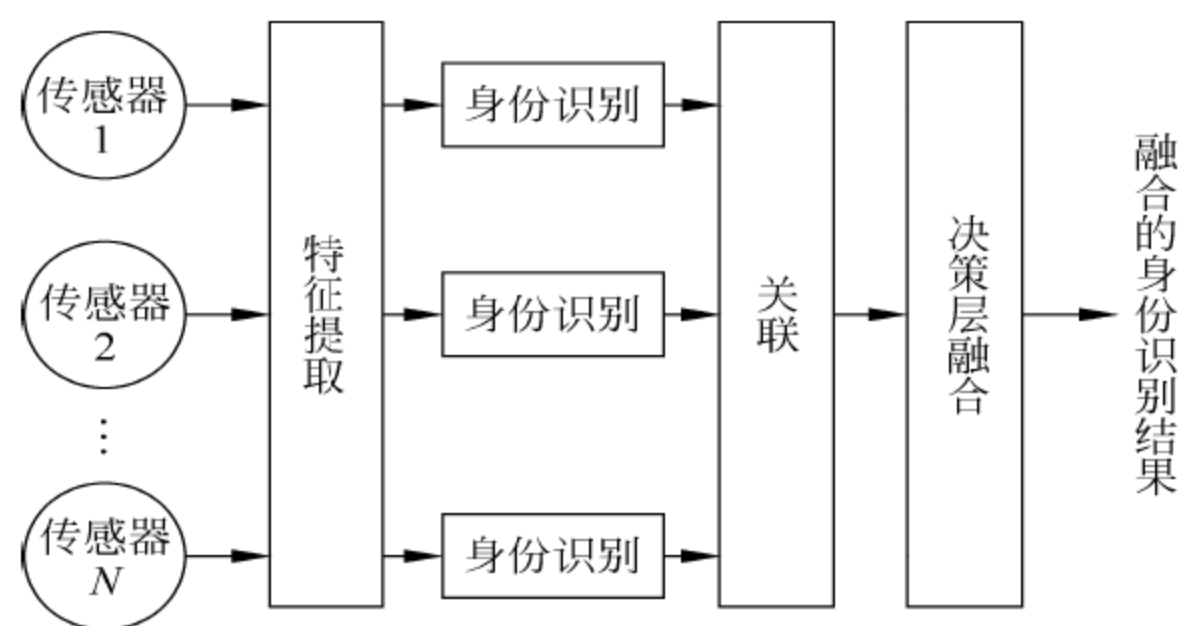 传感器
1
传感器
2
⋮
传感器
N
特征提取
身份识别
身份识别
身份识别
关联
决策层融合
融合的身份识别结果